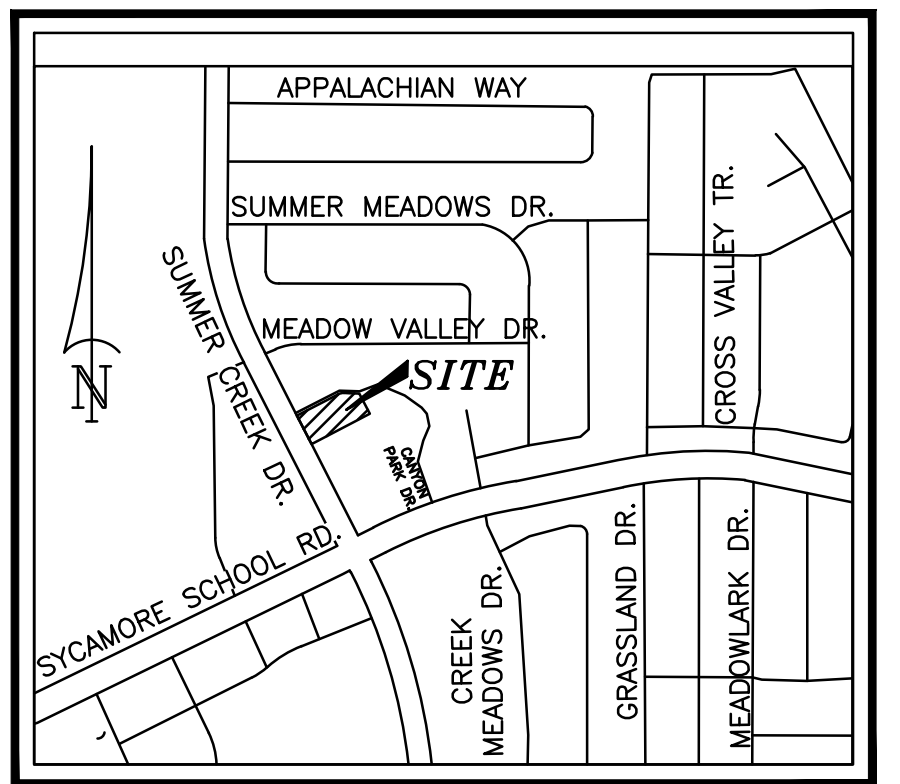 APPALACHIAN WAY
SUMMER MEADOWS DR.
CROSS VALLEY TR.
SUMMER CREEK DR.
MEADOW VALLEY DR.
SITE
N
CANYON
PARK DR.
SYCAMORE SCHOOL RD.
CREEK
MEADOWS DR.
GRASSLAND DR.
MEADOWLARK DR.